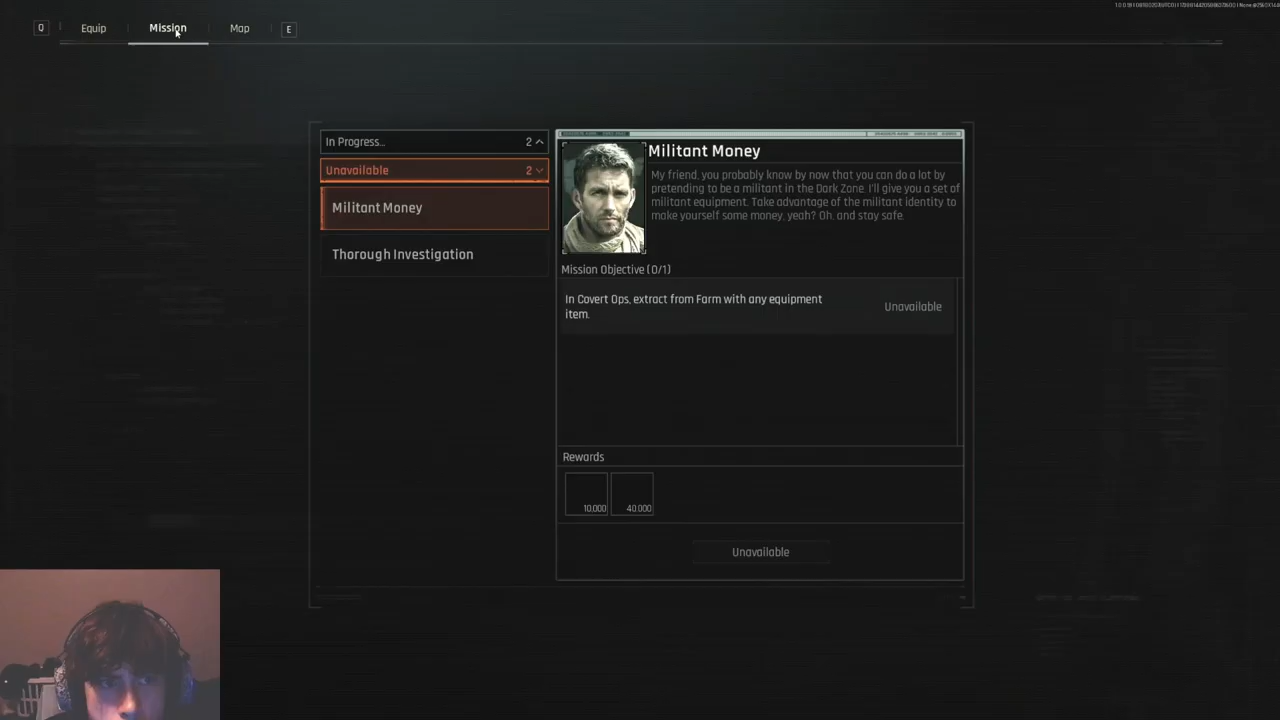 Q
Equip
Mission
Map
E
In Progress...
2
Unavailable
2
Militant Money
Thorough Investigation
Militant Money
My friend, you probably know by now that you can do a lot by
pretending to be a militant in the Dark Zone. I'll give you a set of
militant equipment. Take advantage of the militant identity to
make yourself some money, yeah? Oh, and stay safe.
Mission Objective (0/1)
In Covert Ops, extract from Farm with any equipment
item.
Unavailable
Rewards
10,000
40,000
Unavailable